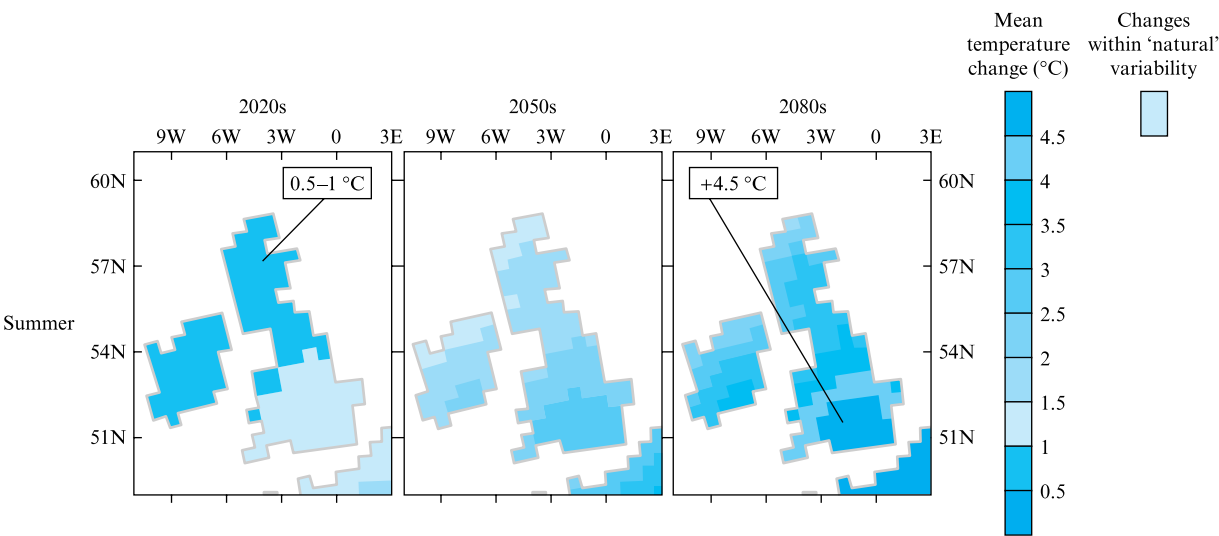 Mean
temperature
change (°C)
Changes
within ‘natural’
variability
2020s
2050s
2080s
9W 6W 3W 0 3E
9W 6W 3W 0 3E
9W 6W 3W 0 3E
4.5
60N
0.5–1 °C
+4.5 °C
60N
4
3.5
57N
57N
3
2.5
Summer
54N
54N
2
1.5
51N
51N
1
0.5